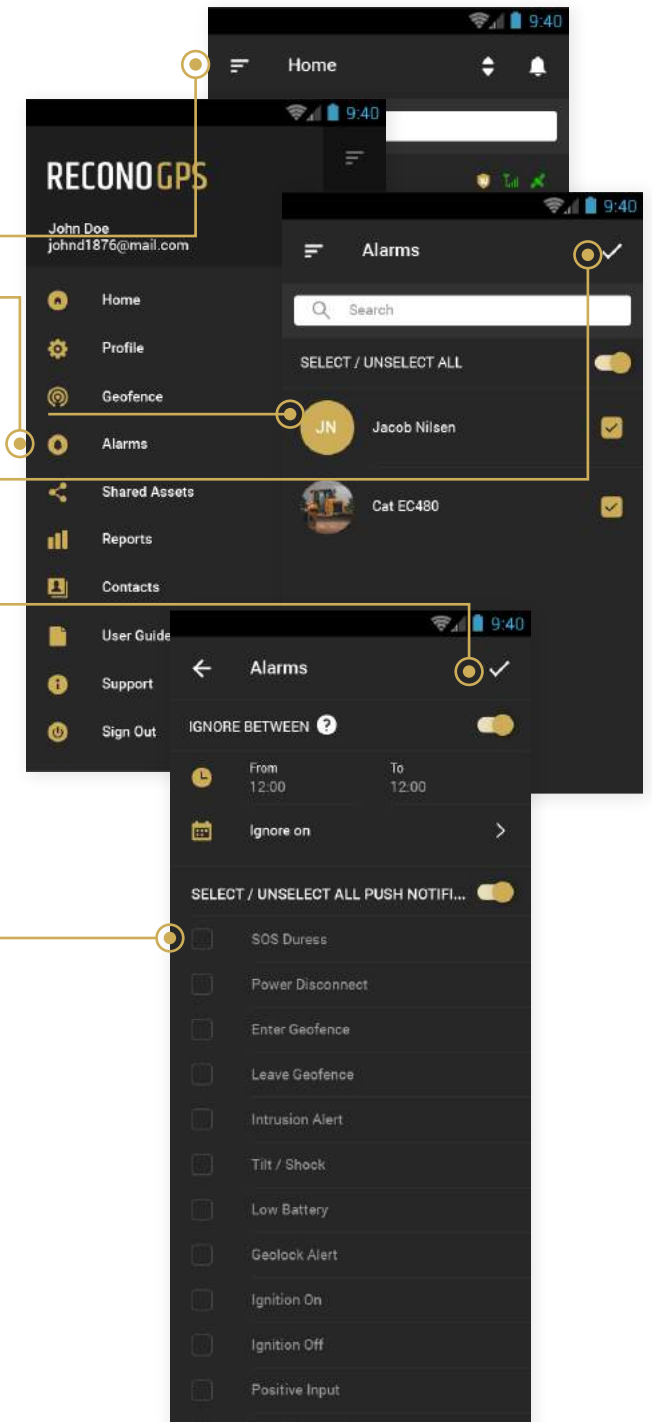 9:40
Home
9:40
RECONOGPS
John Doe
johnd1876@mail.com
Home
Profile
Geofence
Alarms
Shared Assets
Reports
Contacts
User Guide
Support
Sign Out
9:40
Alarms
Search
SELECT / UNSELECT ALL
JN Jacob Nilsen
Cat EC480
9:40
Alarms
IGNORE BETWEEN ?
From To
12:00 12:00
Ignore on
SELECT / UNSELECT ALL PUSH NOTIFI...
SOS Duress
Power Disconnect
Enter Geofence
Leave Geofence
Intrusion Alert
Tilt / Shock
Low Battery
Geolock Alert
Ignition On
Ignition Off
Positive Input